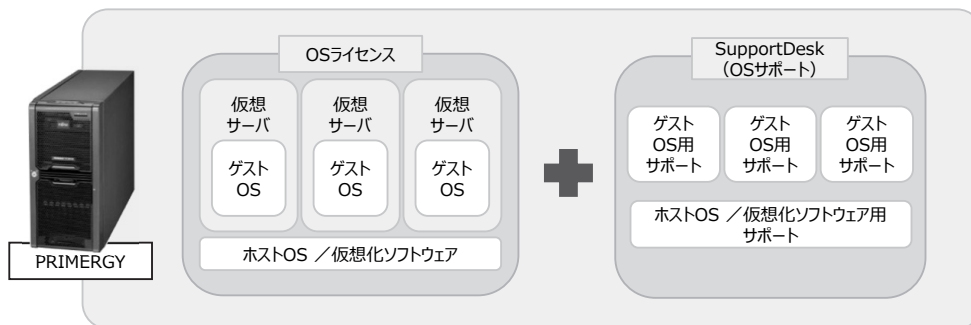 PRIMERGY
OSライセンス
仮想
サーバ
ゲスト
OS
仮想
サーバ
ゲスト
OS
仮想
サーバ
ゲスト
OS
ホストOS ／仮想化ソフトウェア
SupportDesk
（OSサポート）
ゲスト
OS用
サポート
ゲスト
OS用
サポート
ゲスト
OS用
サポート
ホストOS ／仮想化ソフトウェア用
サポート